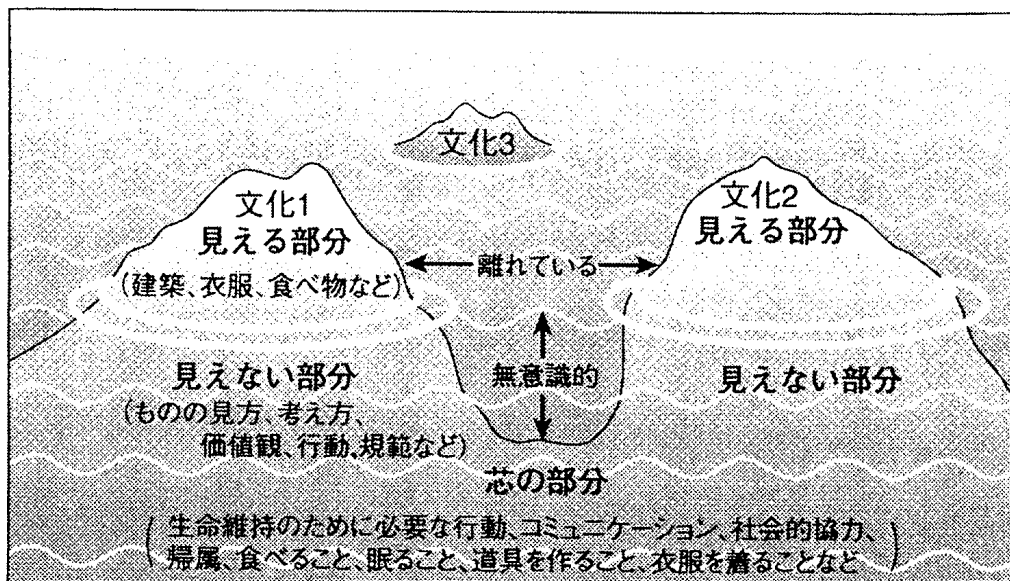 文化3
文化1
見える部分
(建築、衣服、食べ物など)
文化2
見える部分
離れている
見えない部分
(ものの見方、考え方、
価値観、行動、規範など)
無意識的
見えない部分
芯の部分
(生命維持のために必要な行動、コミュニケーション、社会的協力、
帰属、食べること、眠ること、道具を作ること、衣服を着ることなど)